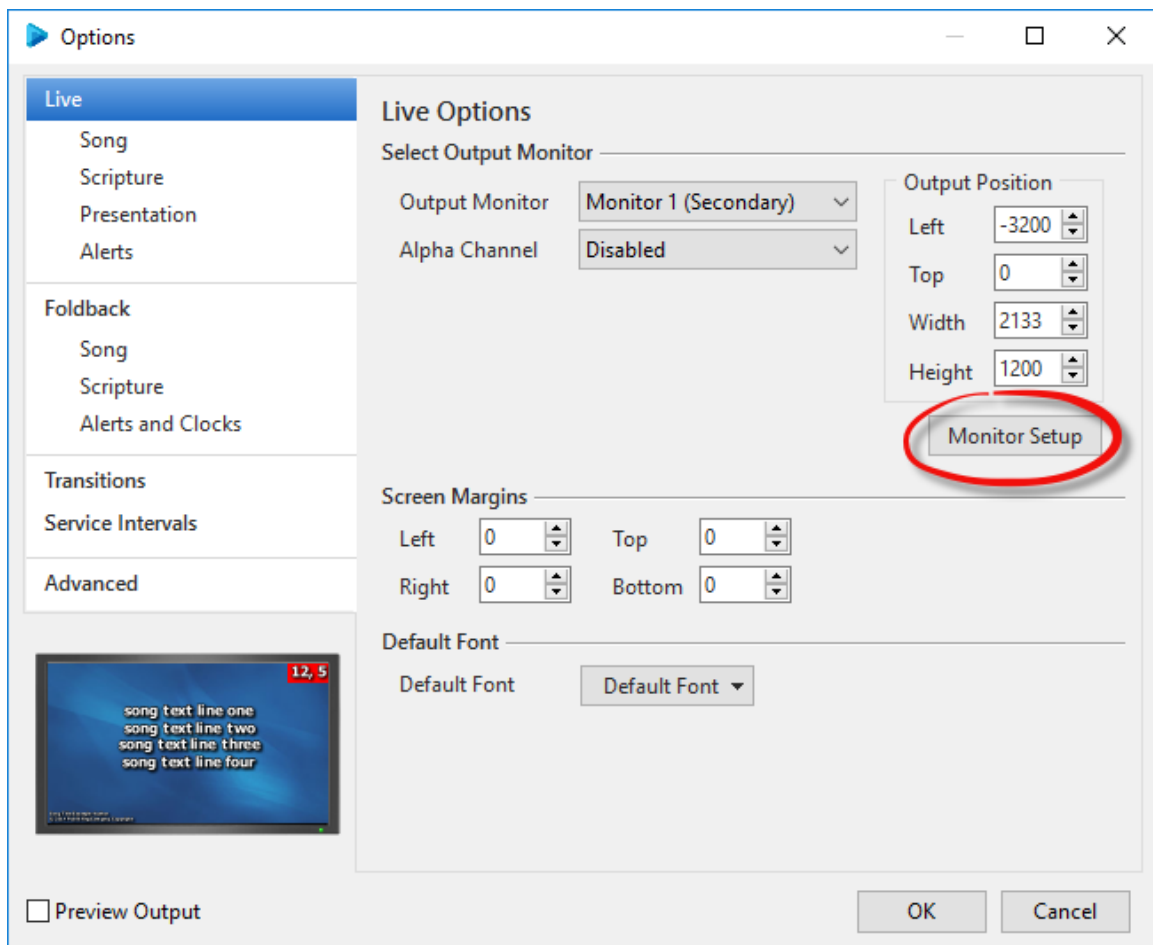 Options
Live
Song
Scripture
Presentation
Alerts
Foldback
Song
Scripture
Alerts and Clocks
Transitions
Service Intervals
Advanced
12, 5
song text line one
song text line two
song text line three
song text line four
Live Options
Select Output Monitor
Output Monitor Monitor 1 (Secondary)
Alpha Channel Disabled
Output Position
Left -3200
Top 0
Width 2133
Height 1200
Monitor Setup
Screen Margins
Left 0 Top 0
Right 0 Bottom 0
Default Font
Default Font Default Font
Preview Output
OK Cancel